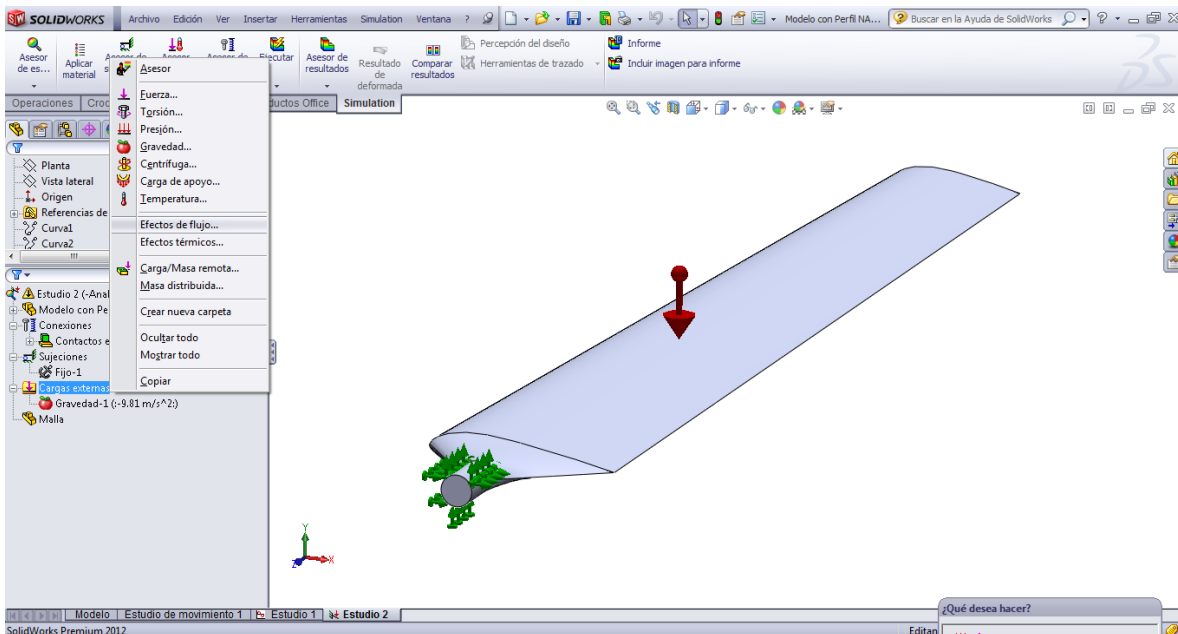 SOLIDWORKS Archivo Edición Ver Insertar Herramientas Simulation Ventana ? Modelo con Perfil NA... Buscar en la Ayuda de SolidWorks
Asesor de es...
Aplicar material
Ejecutar
Asesor de resultados
Resultado de deformada
Comparar resultados
Percepción del diseño
Herramientas de trazado
Informe
Incluir imagen para informe
Operaciones Simulation
Asesor
Fuerza...
Torsión...
Presión...
Gravedad...
Centrífuga...
Carga de apoyo...
Temperatura...
Efectos de flujo...
Efectos térmicos...
Carga/Masa remota...
Masa distribuida...
Crear nueva carpeta
Ocultar todo
Mostrar todo
Copiar
Planta
Vista lateral
Origen
Referencias de
Curva1
Curva2
Estudio 2 (-Anal
Modelo con Pe
Conexiones
Contactos e
Sujeciones
Fijo-1
Cargas externas
Gravedad-1 (:-9.81 m/s^2:)
Malla
Y
X
Z
Modelo Estudio de movimiento 1 Estudio 1 Estudio 2
¿Qué desea hacer?
SolidWorks Premium 2012
Editan